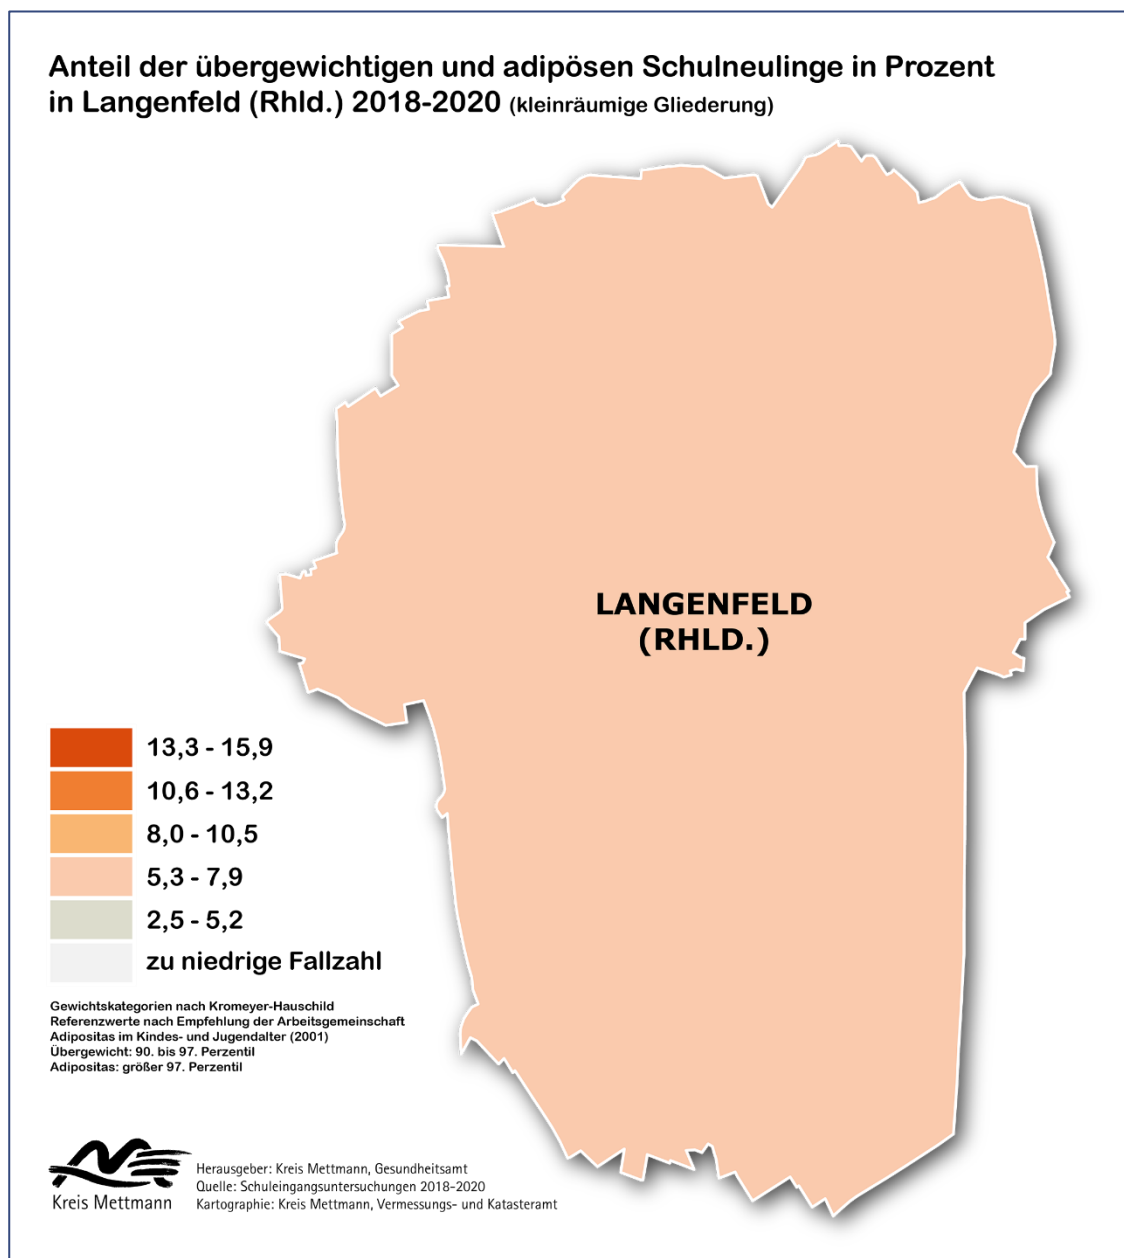 Anteil der übergewichtigen und adipösen Schulneulinge in Prozent
in Langenfeld (Rhld.) 2018-2020 (kleinräumige Gliederung)
LANGENFELD
(RHLD.)
13,3 - 15,9
10,6 - 13,2
8,0 - 10,5
5,3 - 7,9
2,5 - 5,2
zu niedrige Fallzahl
Gewichtskategorien nach Kromeyer-Hauschild
Referenzwerte nach Empfehlung der Arbeitsgemeinschaft
Adipositas im Kindes- und Jugendalter (2001)
Übergewicht: 90. bis 97. Perzentil
Adipositas: größer 97. Perzentil
Kreis Mettmann
Herausgeber: Kreis Mettmann, Gesundheitsamt
Quelle: Schuleingangsuntersuchungen 2018-2020
Kartographie: Kreis Mettmann, Vermessungs- und Katasteramt